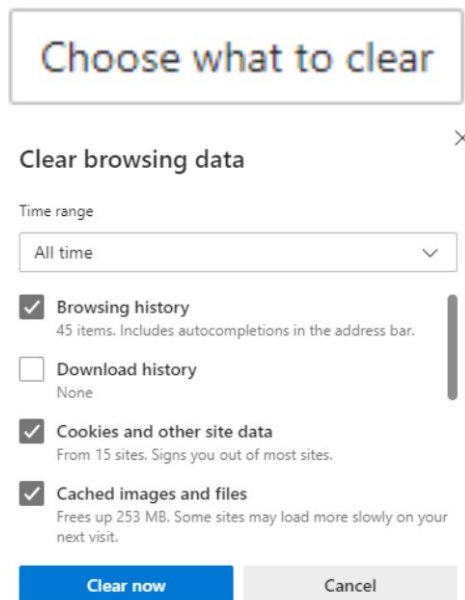 Choose what to clear
Clear browsing data
Time range
All time
Browsing history
45 items. Includes autocompletions in the address bar.
Download history
None
Cookies and other site data
From 15 sites. Signs you out of most sites.
Cached images and files
Frees up 253 MB. Some sites may load more slowly on your
next visit.
Clear now
Cancel